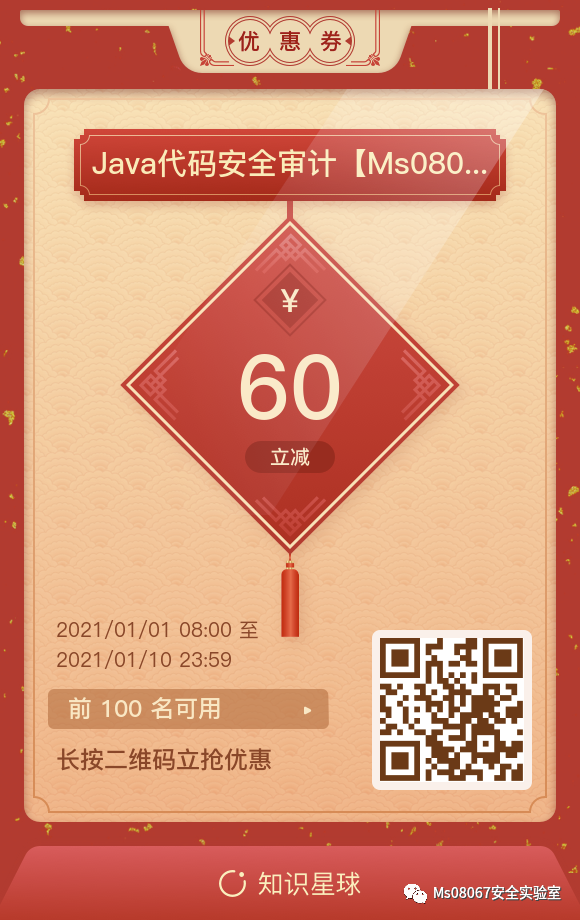 优惠券
Java代码安全审计【Ms080...
¥
60
立减
2021/01/01 08:00 至
2021/01/10 23:59
前 100 名可用
长按二维码立抢优惠
知识星球
Ms08067安全实验室